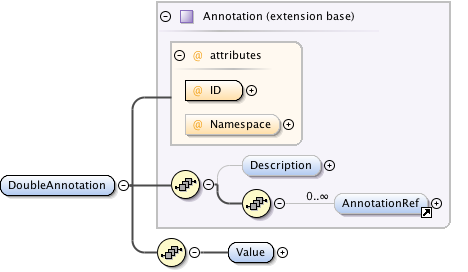 Annotation (extension base)
@ attributes
@ ID
@ Namespace
Description
DoubleAnnotation
0..∞
AnnotationRef
Value